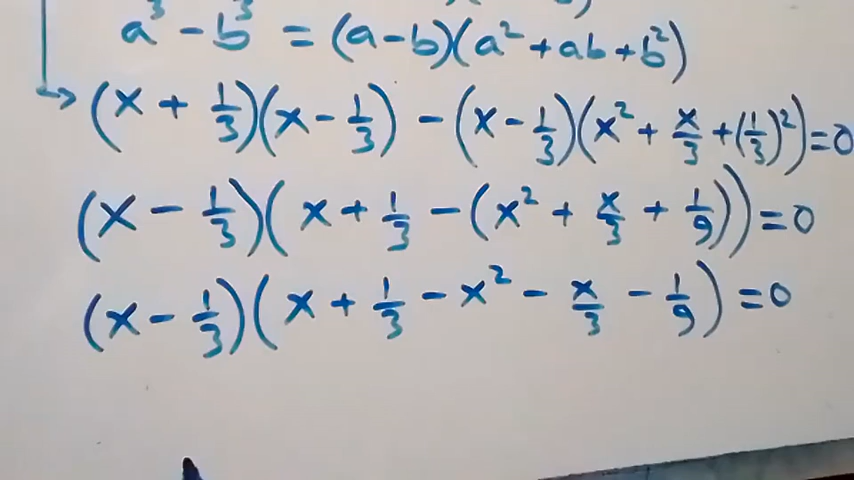 a³ - b³ = (a - b)(a² + ab + b²)
(x + 1/3)(x - 1/3) - (x - 1/3)(x² + x/3 + (1/3)²) = 0
(x - 1/3)(x + 1/3 - (x² + x/3 + 1/9)) = 0
(x - 1/3)(x + 1/3 - x² - x/3 - 1/9) = 0